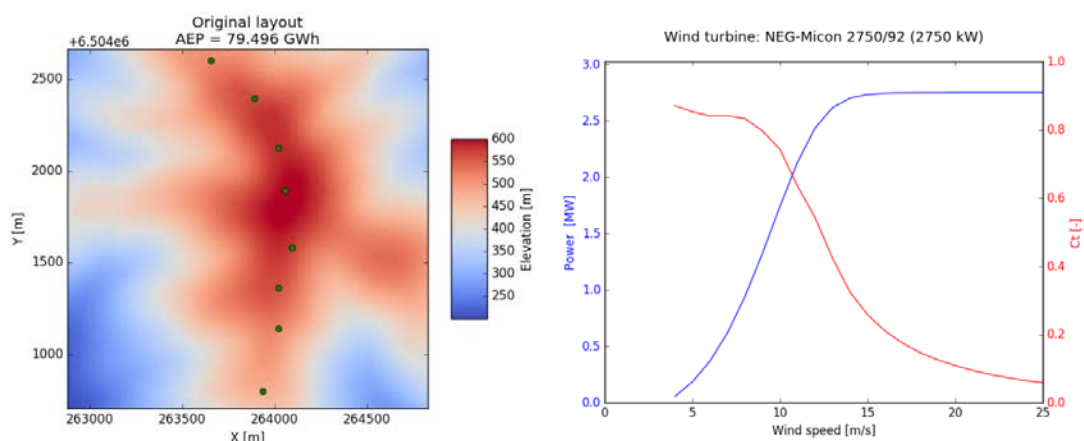 Original layout
AEP = 79.496 GWh
+6.504e6
2500
2000
1500
1000
Y [m]
263000 263500 264000 264500
X [m]
600
550
500
450
400
350
300
250
Elevation [m]
Wind turbine: NEG-Micon 2750/92 (2750 kW)
3.0
2.5
2.0
1.5
1.0
0.5
0.0
Power [MW]
0 5 10 15 20 25
Wind speed [m/s]
1.0
0.8
0.6
0.4
0.2
0.0
Ct [-]